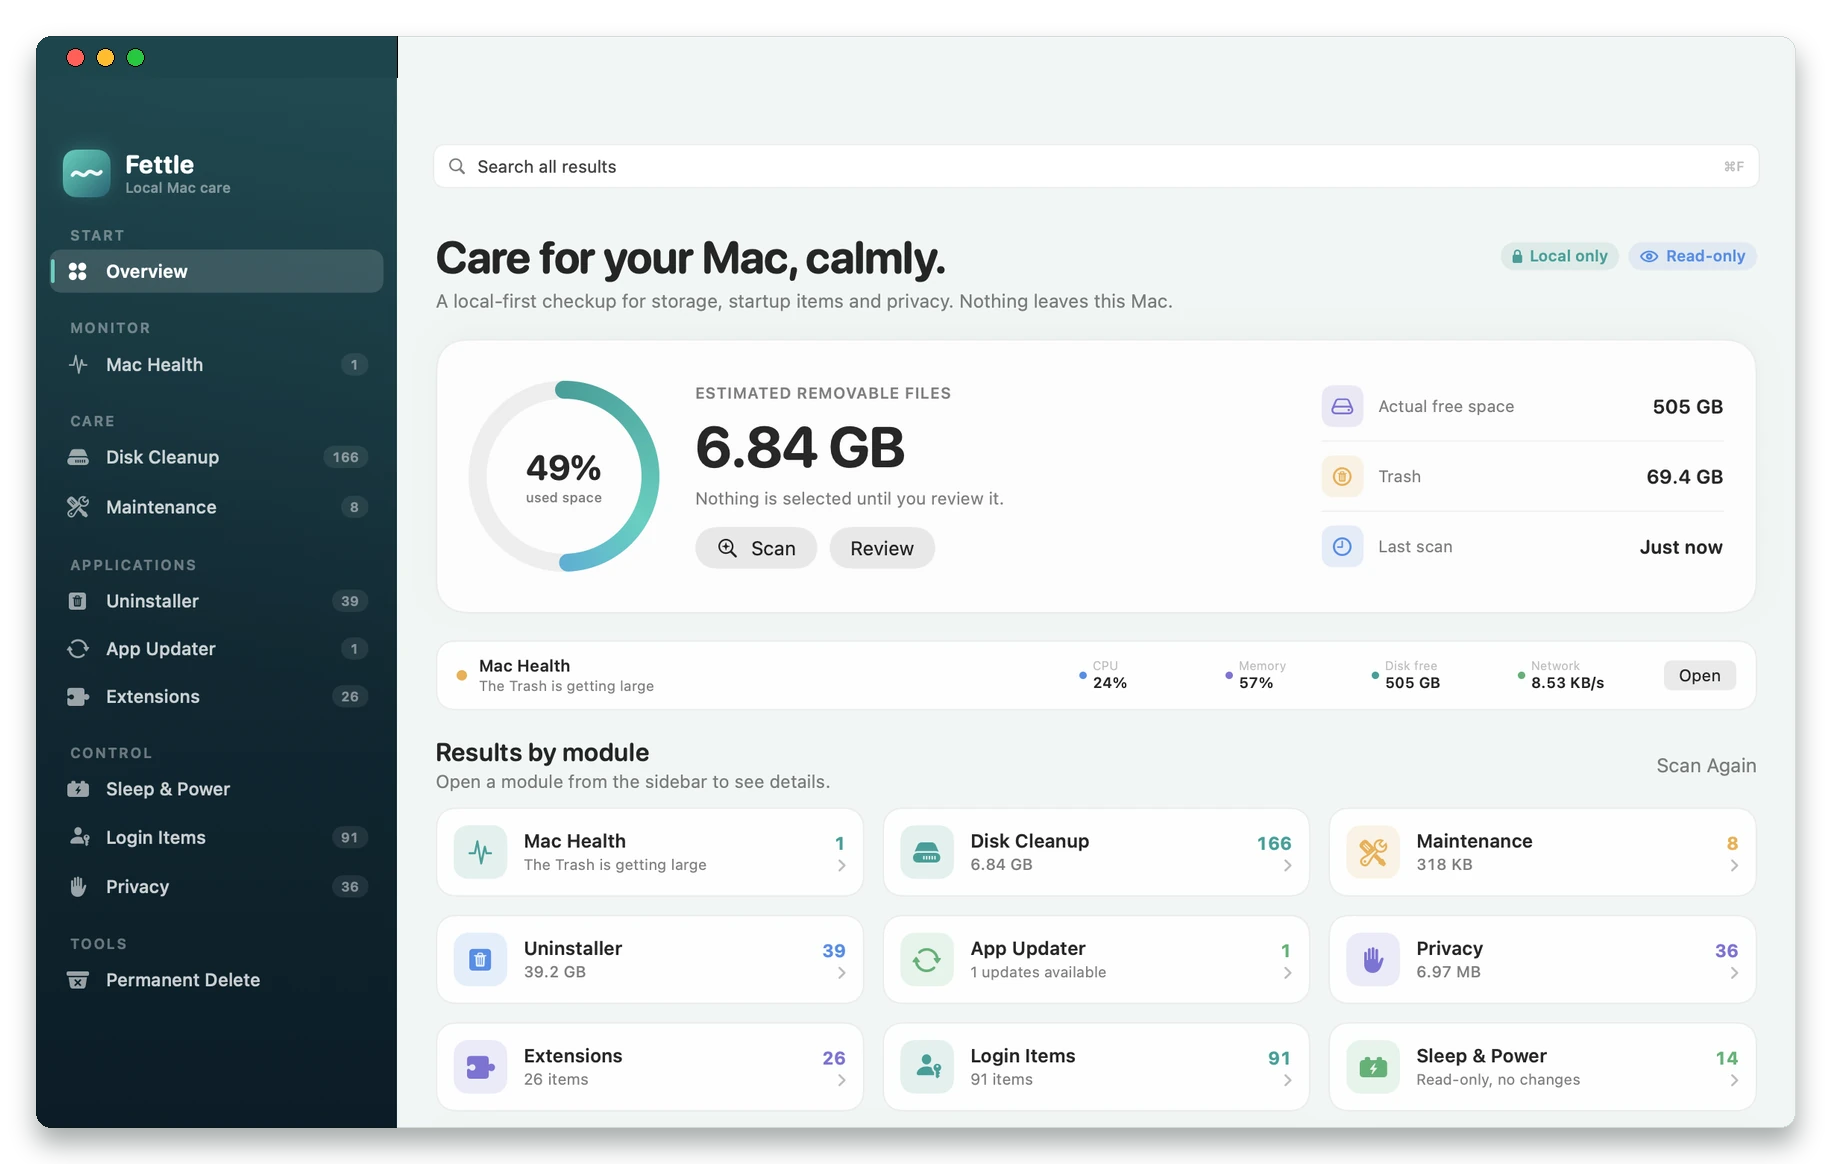 Fettle
Local Mac care
START
Overview
MONITOR
Mac Health 1
CARE
Disk Cleanup 166
Maintenance 8
APPLICATIONS
Uninstaller 39
App Updater 1
Extensions 26
CONTROL
Sleep & Power
Login Items 91
Privacy 36
TOOLS
Permanent Delete
Search all results ⌘F
Care for your Mac, calmly.
Local only Read-only
A local-first checkup for storage, startup items and privacy. Nothing leaves this Mac.
49%
used space
ESTIMATED REMOVABLE FILES
6.84 GB
Nothing is selected until you review it.
Scan Review
Actual free space 505 GB
Trash 69.4 GB
Last scan Just now
Mac Health
The Trash is getting large
CPU
24%
Memory
57%
Disk free
505 GB
Network
8.53 KB/s
Open
Results by module
Open a module from the sidebar to see details.
Scan Again
Mac Health 1
The Trash is getting large
Disk Cleanup 166
6.84 GB
Maintenance 8
318 KB
Uninstaller 39
39.2 GB
App Updater 1
1 updates available
Privacy 36
6.97 MB
Extensions 26
26 items
Login Items 91
91 items
Sleep & Power 14
Read-only, no changes